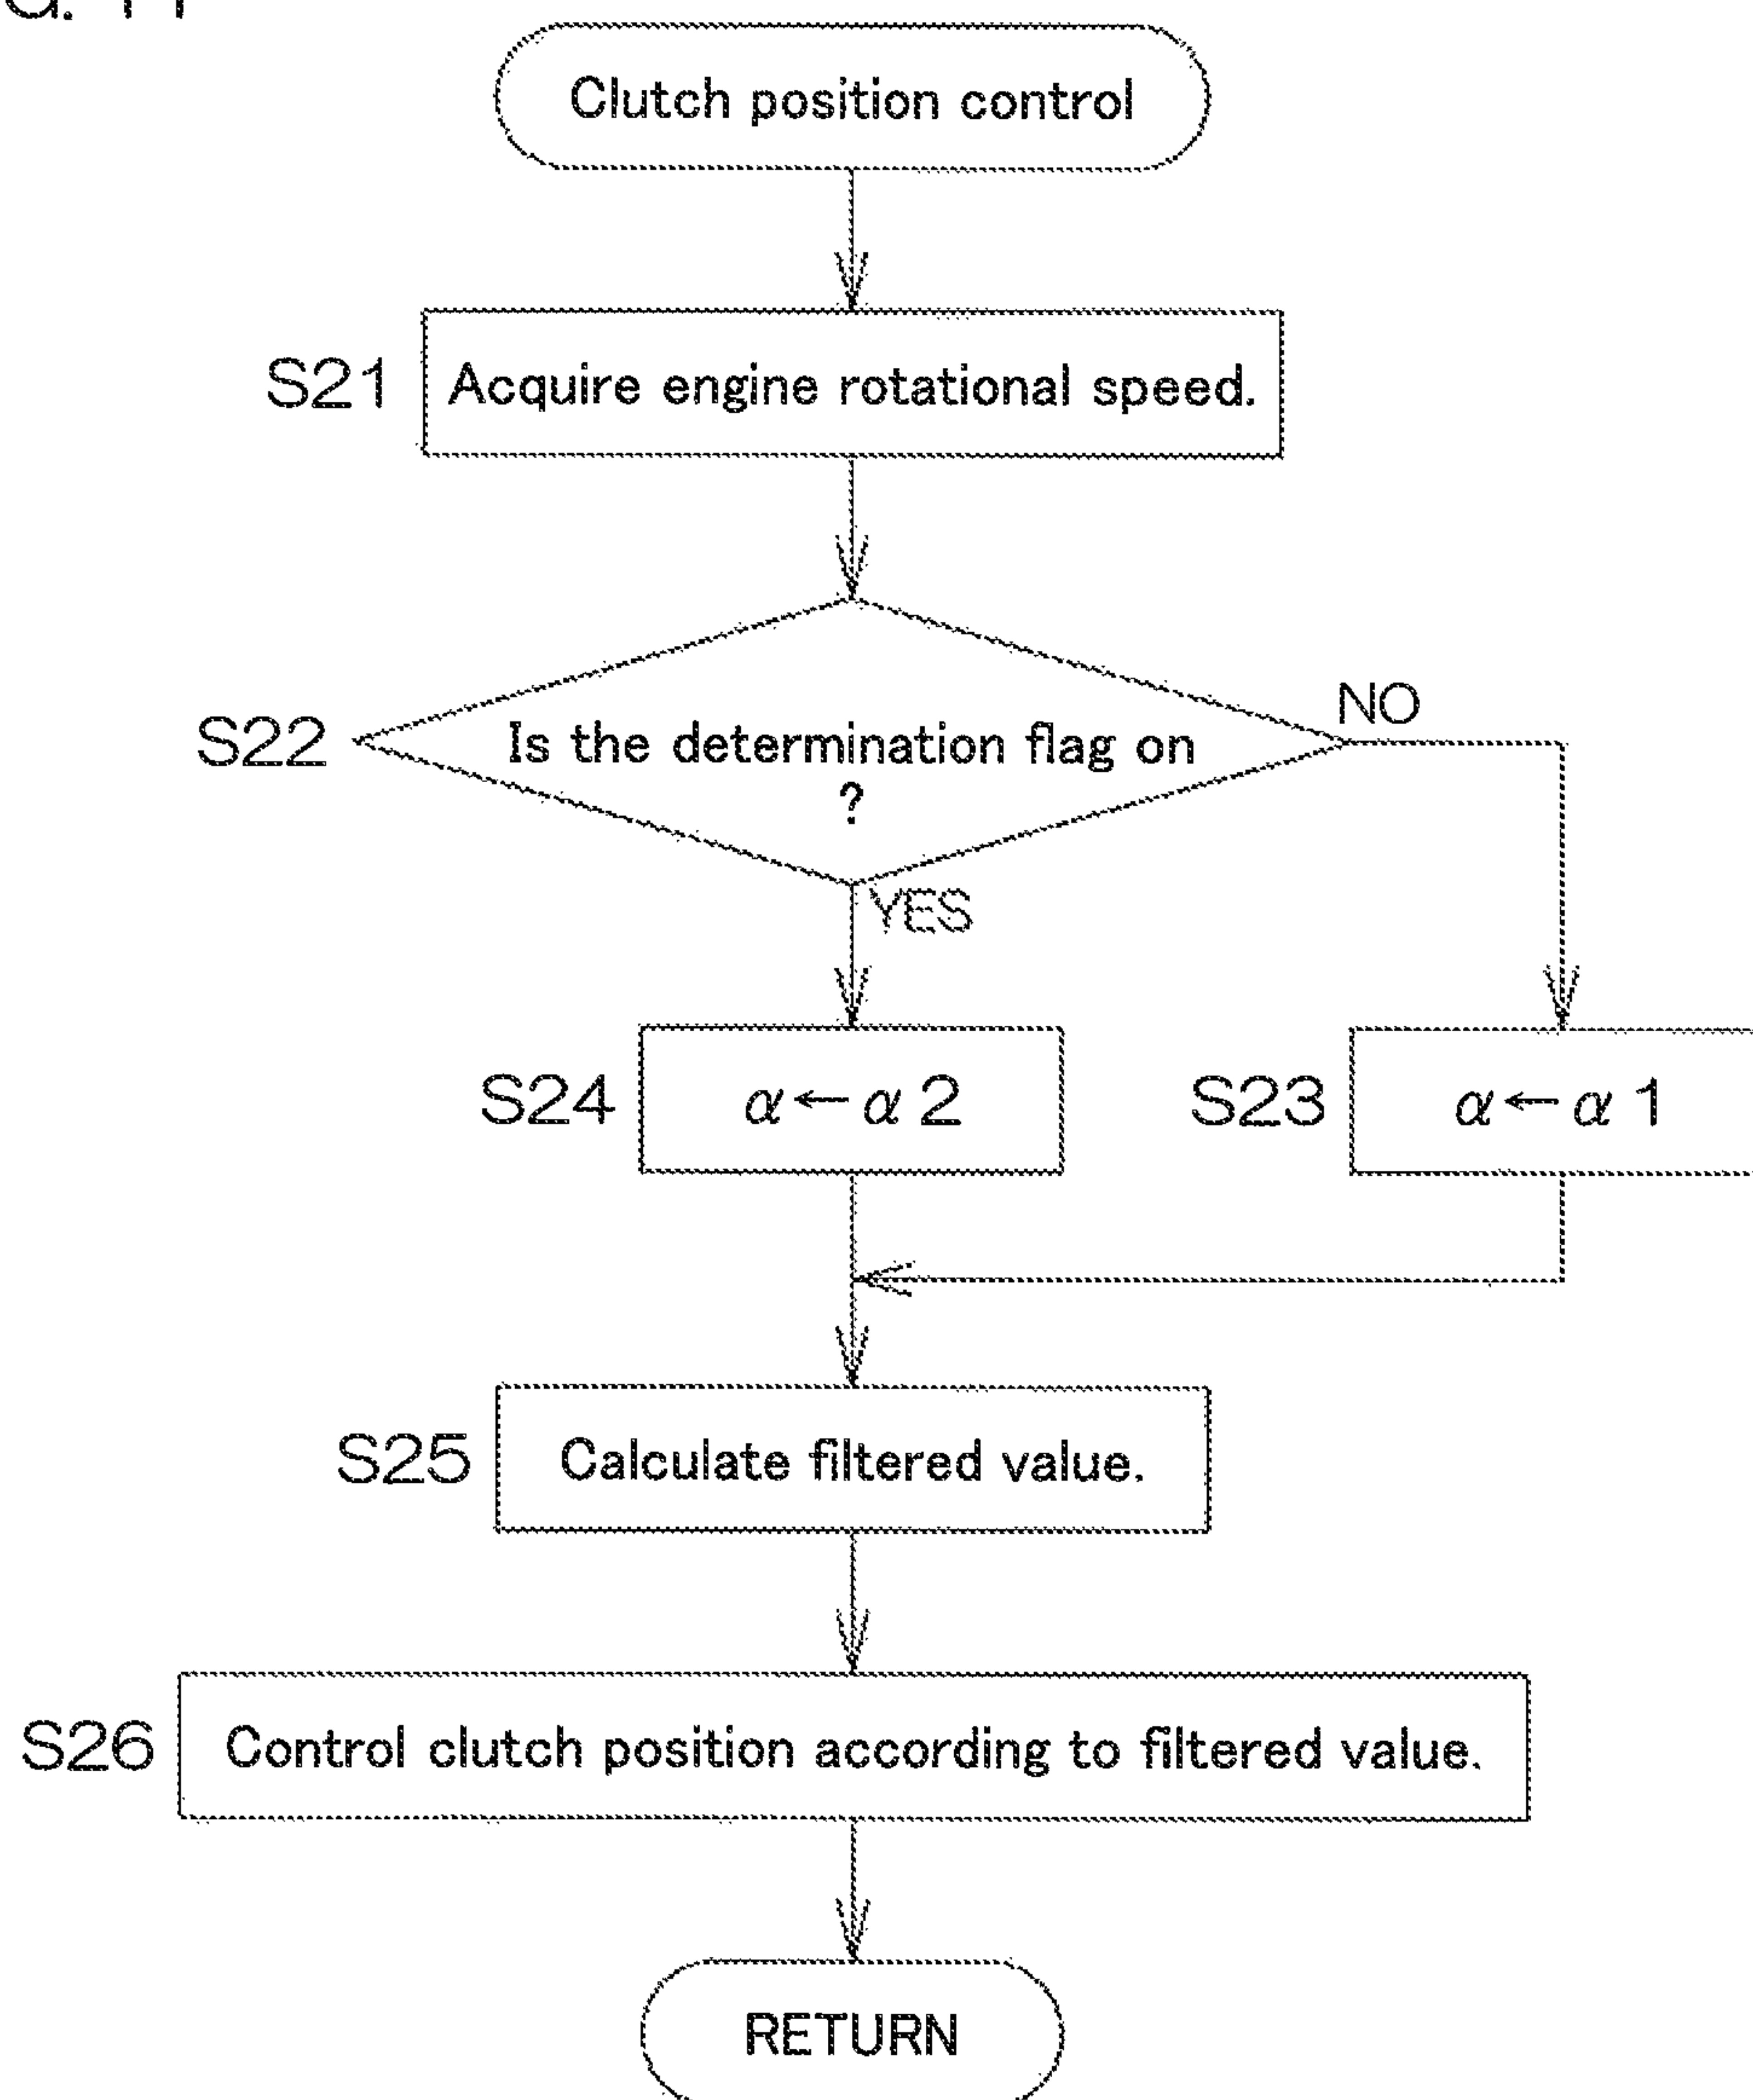 Clutch position control
S21 Acquire engine rotational speed.
S22 Is the determination flag on
?
NO
YES
S24 α←α2
S23 α←α1
S25 Calculate filtered value.
S26 Control clutch position according to filtered value.
RETURN